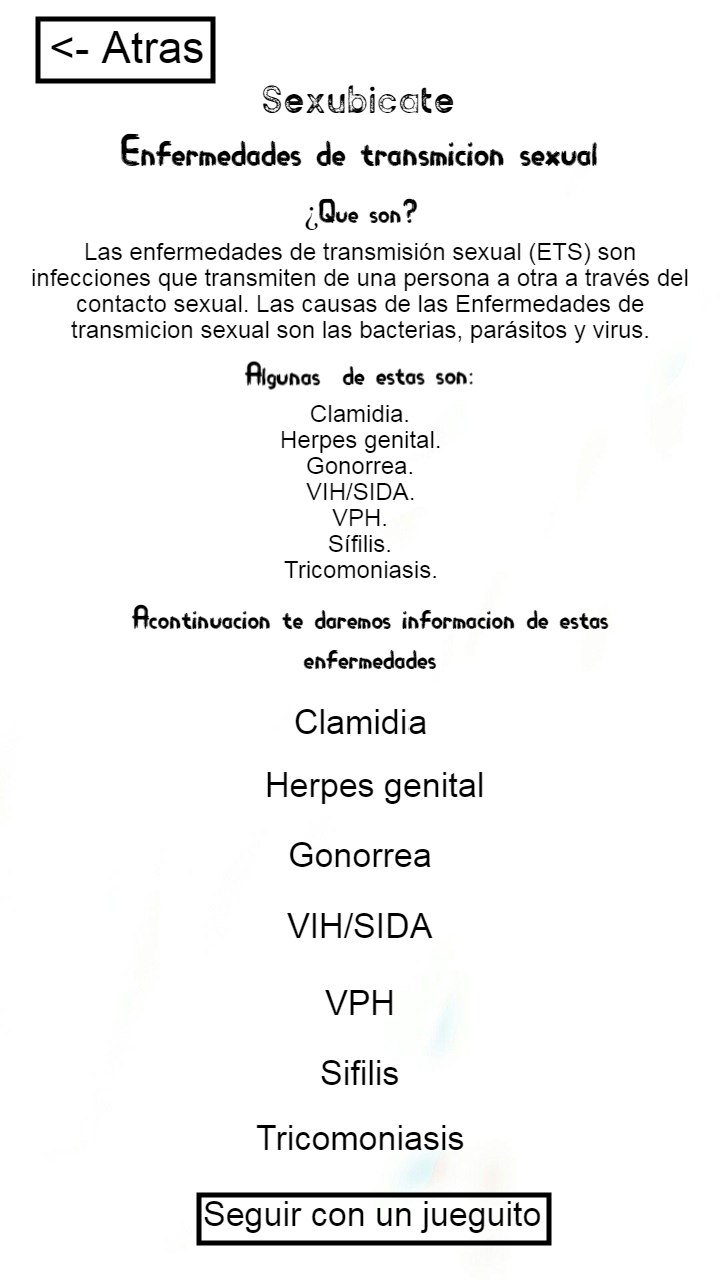 <- Atras
Sexubicate
Enfermedades de transmicion sexual
¿Que son?
Las enfermedades de transmisión sexual (ETS) son
infecciones que transmiten de una persona a otra a través del
contacto sexual. Las causas de las Enfermedades de
transmicion sexual son las bacterias, parásitos y virus.
Algunas de estas son:
Clamidia.
Herpes genital.
Gonorrea.
VIH/SIDA.
VPH.
Sífilis.
Tricomoniasis.
Acontinuacion te daremos informacion de estas
enfermedades
Clamidia
Herpes genital
Gonorrea
VIH/SIDA
VPH
Sifilis
Tricomoniasis
Seguir con un jueguito